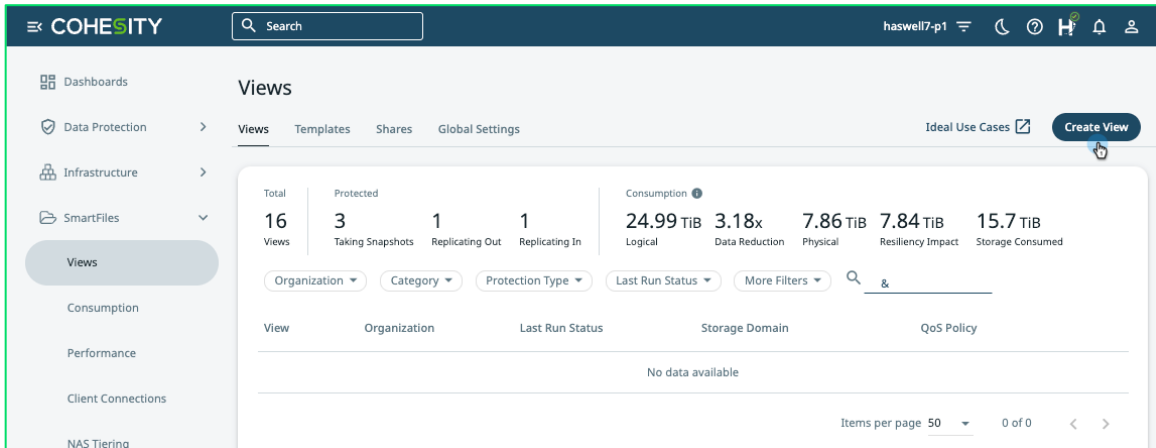 COHESITY
Search
haswell7-p1
Dashboards
Data Protection
Infrastructure
SmartFiles
Views
Consumption
Performance
Client Connections
NAS Tiering
Views
Views Templates Shares Global Settings
Ideal Use Cases
Create View
Total Protected Consumption
16 3 1 1 24.99 TiB 3.18x 7.86 TiB 7.84 TiB 15.7 TiB
Views Taking Snapshots Replicating Out Replicating In Logical Data Reduction Physical Resiliency Impact Storage Consumed
Organization Category Protection Type Last Run Status More Filters &
View Organization Last Run Status Storage Domain QoS Policy
No data available
Items per page 50 0 of 0